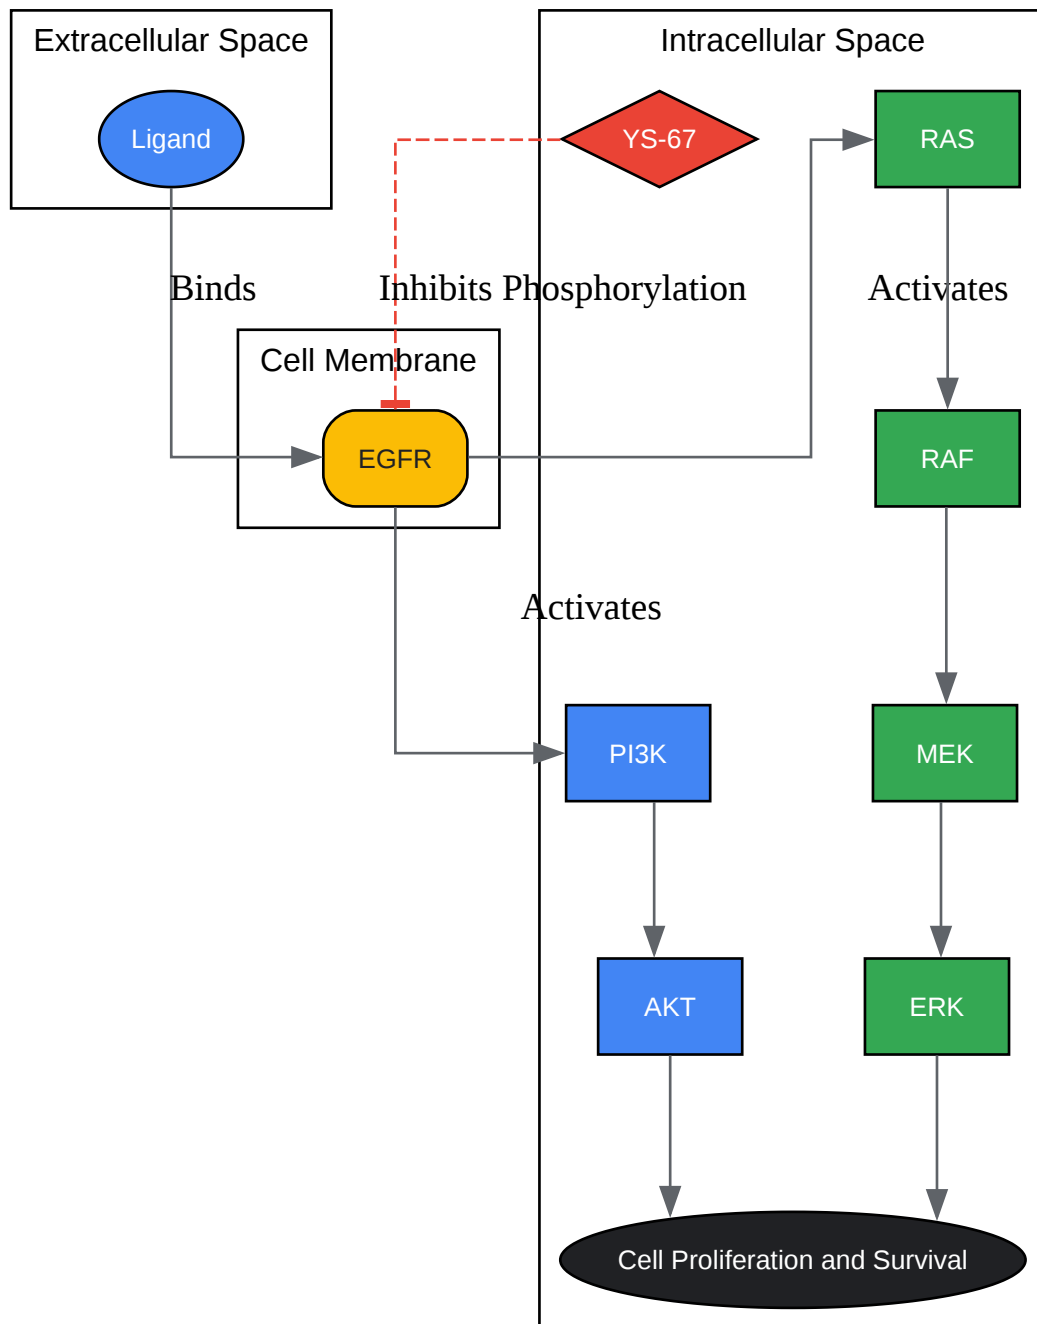 Extracellular Space
Intracellular Space
Ligand
YS-67
RAS
Binds
Inhibits Phosphorylation
Activates
Cell Membrane
EGFR
RAF
Activates
PI3K
MEK
AKT
ERK
Cell Proliferation and Survival